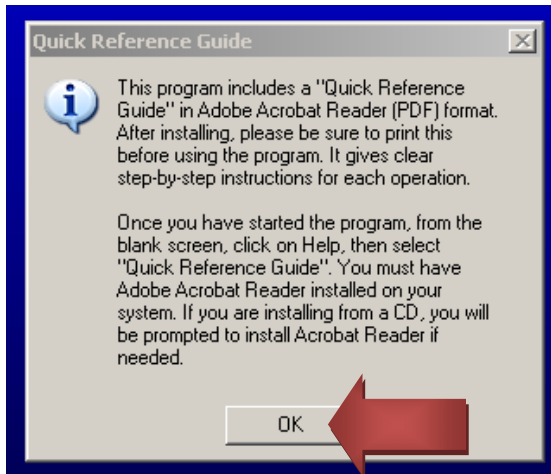 Quick Reference Guide
This program includes a "Quick Reference
Guide" in Adobe Acrobat Reader (PDF) format.
After installing, please be sure to print this
before using the program. It gives clear
step-by-step instructions for each operation.
Once you have started the program, from the
blank screen, click on Help, then select
"Quick Reference Guide". You must have
Adobe Acrobat Reader installed on your
system. If you are installing from a CD, you will
be prompted to install Acrobat Reader if
needed.
OK